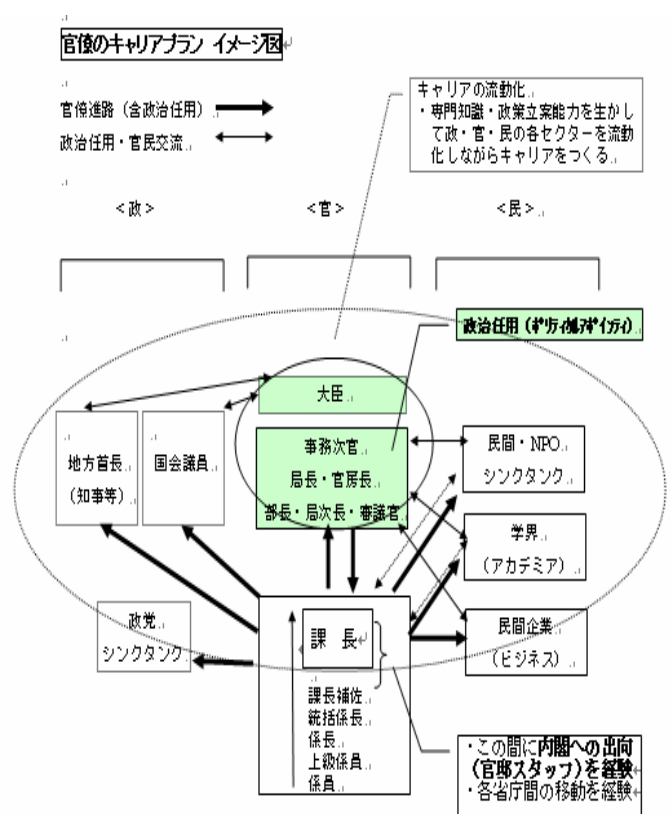 官僚のキャリアプラン イメージ図
官僚進路（含政治任用）
政治任用・官民交流
キャリアの流動化
・専門知識・政策立案能力を生かし
て政・官・民の各セクターを流動
化しながらキャリアをつくる
＜政＞
＜官＞
＜民＞
政治任用（ﾎﾟﾘﾃｨｶﾙｱﾎﾟｲﾝﾃｨ）
大臣
地方首長
（知事等）
国会議員
事務次官
局長・官房長
部長・局次長・審議官
民間・NPO
シンクタンク
学界
（アカデミア）
民間企業
（ビジネス）
政党
シンクタンク
課　長
課長補佐
統括係長
係長
上級係員
係員
・この間に内閣への出向
（官邸スタッフ）を経験
・各省庁間の移動を経験